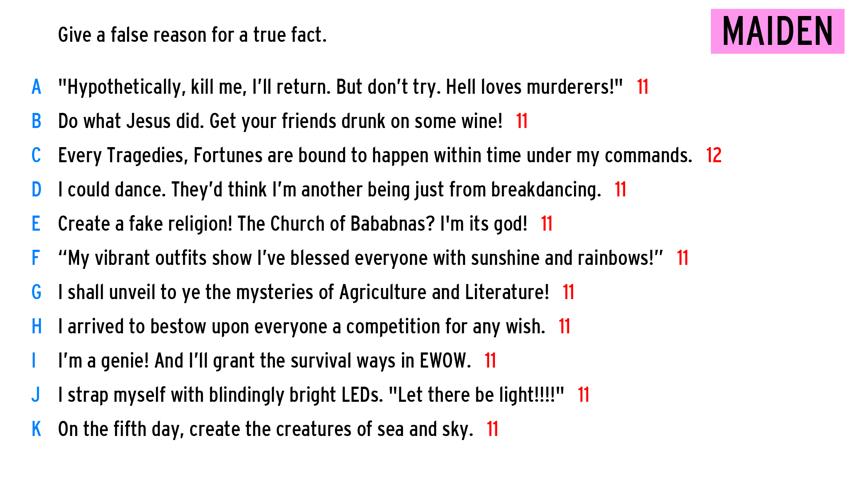 Give a false reason for a true fact.
MAIDEN
A "Hypothetically, kill me, I'll return. But don't try. Hell loves murderers!" 11
B Do what Jesus did. Get your friends drunk on some wine! 11
C Every Tragedies, Fortunes are bound to happen within time under my commands. 12
D I could dance. They'd think I'm another being just from breakdancing. 11
E Create a fake religion! The Church of Bababnas? I'm its god! 11
F “My vibrant outfits show I've blessed everyone with sunshine and rainbows!” 11
G I shall unveil to ye the mysteries of Agriculture and Literature! 11
H I arrived to bestow upon everyone a competition for any wish. 11
I I'm a genie! And I'll grant the survival ways in EWOW. 11
J I strap myself with blindingly bright LEDs. "Let there be light!!!!" 11
K On the fifth day, create the creatures of sea and sky. 11